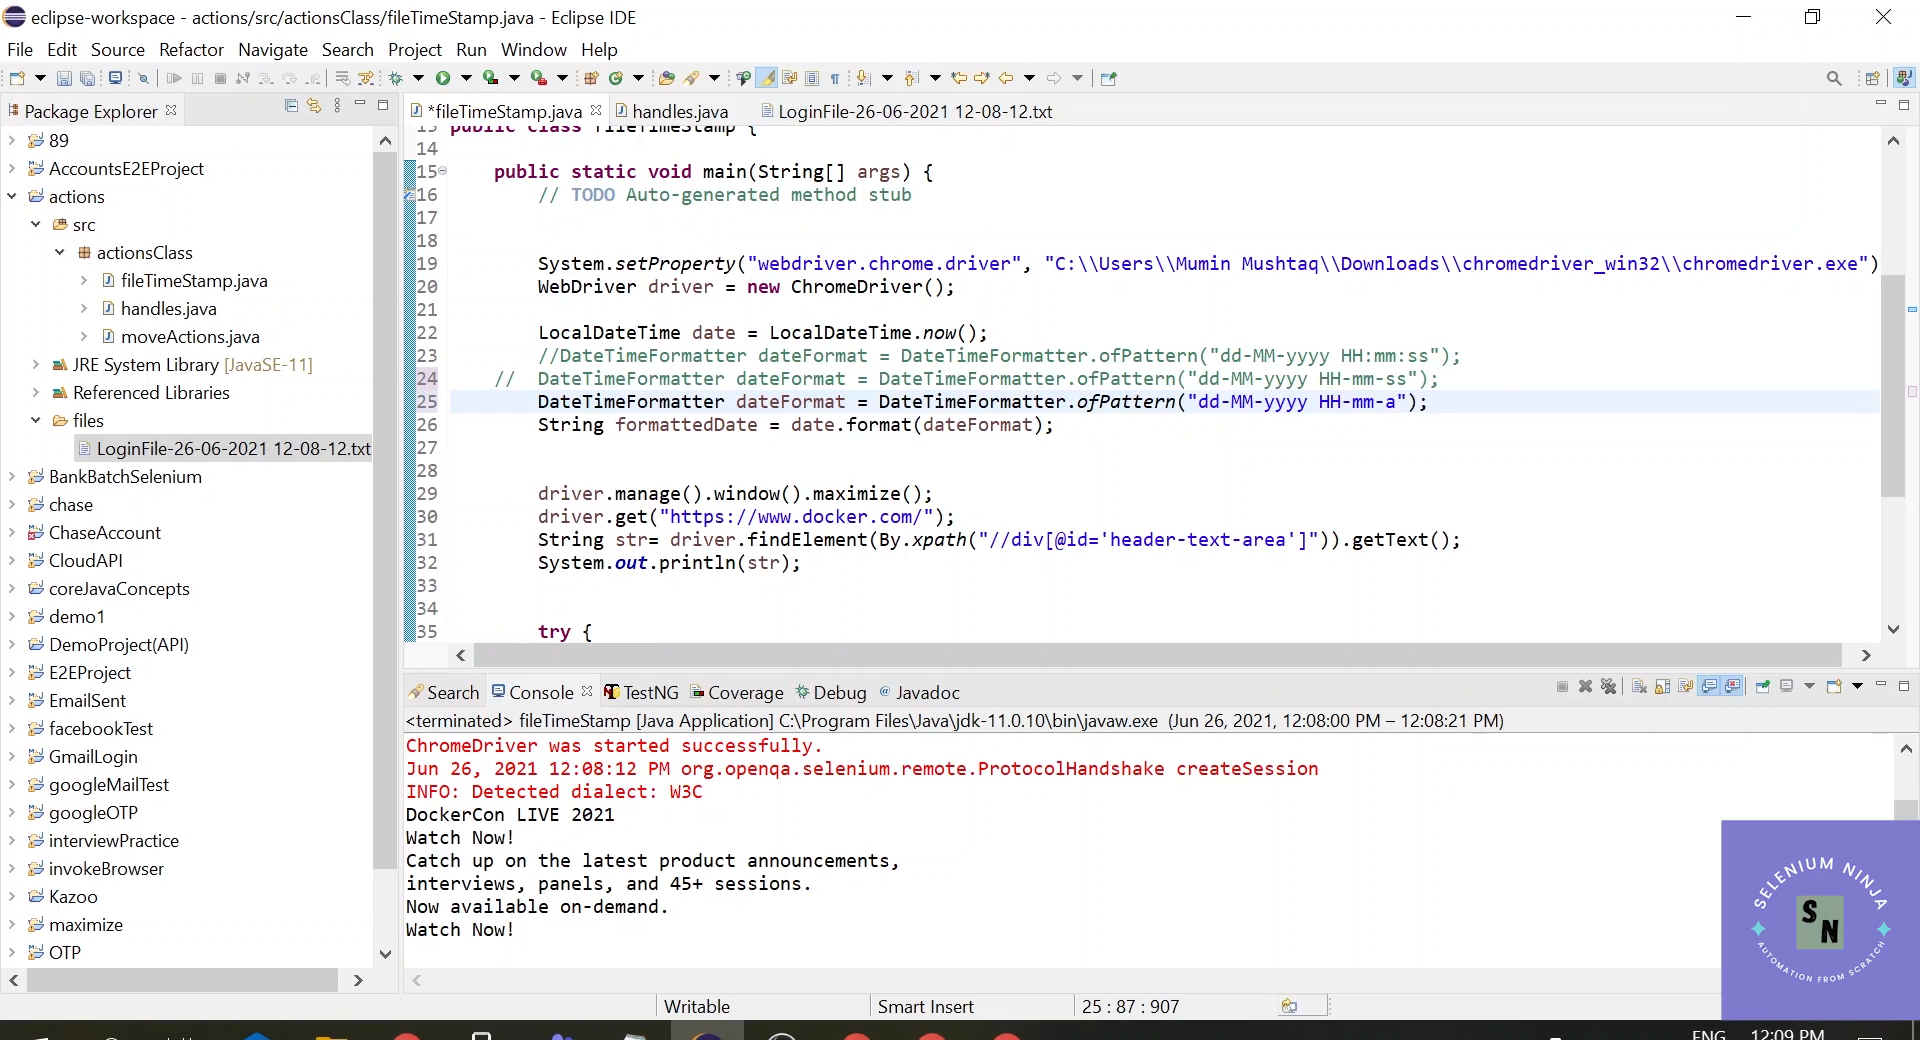 eclipse-workspace - actions/src/actionsClass/fileTimeStamp.java - Eclipse IDE
File Edit Source Refactor Navigate Search Project Run Window Help
Package Explorer
*fileTimeStamp.java handles.java LoginFile-26-06-2021 12-08-12.txt
89
AccountsE2EProject
actions
src
actionsClass
fileTimeStamp.java
handles.java
moveActions.java
JRE System Library [JavaSE-11]
Referenced Libraries
files
LoginFile-26-06-2021 12-08-12.txt
BankBatchSelenium
chase
ChaseAccount
CloudAPI
coreJavaConcepts
demo1
DemoProject(API)
E2EProject
EmailSent
facebookTest
GmailLogin
googleMailTest
googleOTP
interviewPractice
invokeBrowser
Kazoo
maximize
OTP
13 public class fileTimeStamp {
14
15 public static void main(String[] args) {
16 // TODO Auto-generated method stub
17
18
19 System.setProperty("webdriver.chrome.driver", "C:\\Users\\Mumin Mushtaq\\Downloads\\chromedriver_win32\\chromedriver.exe")
20 WebDriver driver = new ChromeDriver();
21
22 LocalDateTime date = LocalDateTime.now();
23 //DateTimeFormatter dateFormat = DateTimeFormatter.ofPattern("dd-MM-yyyy HH:mm:ss");
24 // DateTimeFormatter dateFormat = DateTimeFormatter.ofPattern("dd-MM-yyyy HH-mm-ss");
25 DateTimeFormatter dateFormat = DateTimeFormatter.ofPattern("dd-MM-yyyy HH-mm-a");
26 String formattedDate = date.format(dateFormat);
27
28
29 driver.manage().window().maximize();
30 driver.get("https://www.docker.com/");
31 String str= driver.findElement(By.xpath("//div[@id='header-text-area']")).getText();
32 System.out.println(str);
33
34
35 try {
Search Console TestNG Coverage Debug @ Javadoc
<terminated> fileTimeStamp [Java Application] C:\Program Files\Java\jdk-11.0.10\bin\javaw.exe (Jun 26, 2021, 12:08:00 PM – 12:08:21 PM)
ChromeDriver was started successfully.
Jun 26, 2021 12:08:12 PM org.openqa.selenium.remote.ProtocolHandshake createSession
INFO: Detected dialect: W3C
DockerCon LIVE 2021
Watch Now!
Catch up on the latest product announcements,
interviews, panels, and 45+ sessions.
Now available on-demand.
Watch Now!
SELENIUM NINJA
SN
AUTOMATION FROM SCRATCH
Writable Smart Insert 25 : 87 : 907
ENG 12:09 PM